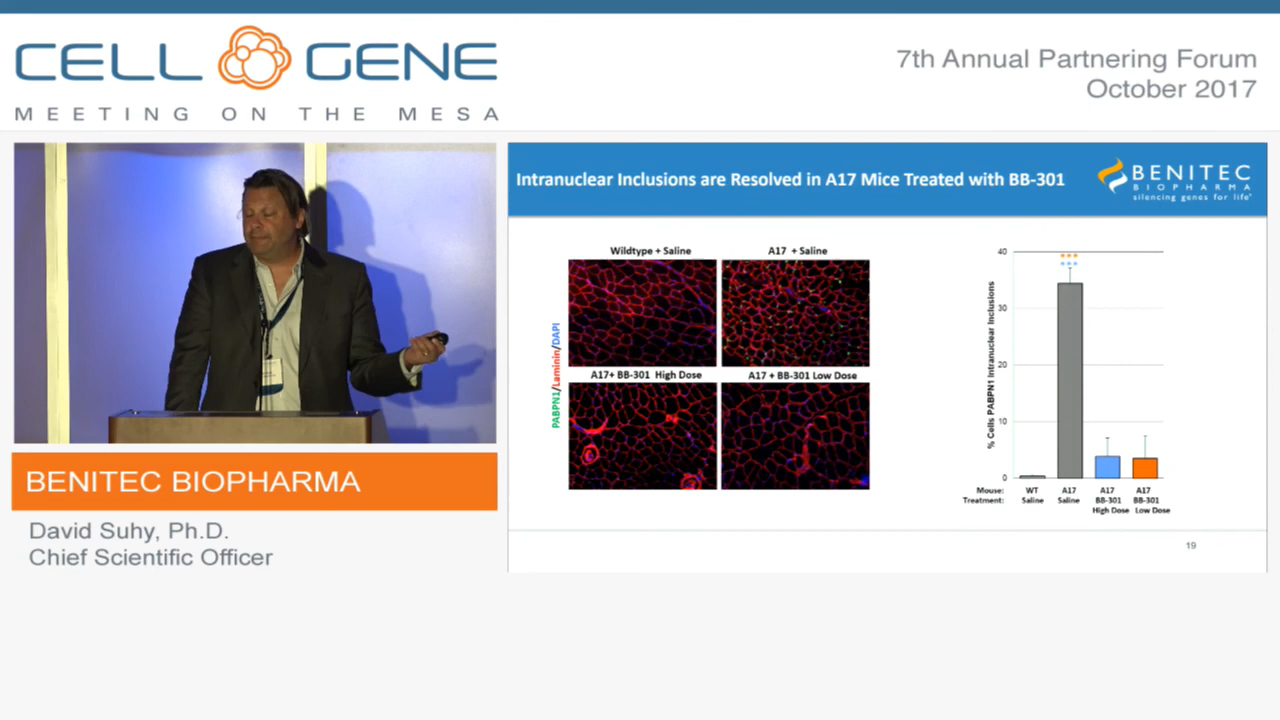 CELL GENE
MEETING ON THE MESA
7th Annual Partnering Forum
October 2017
Intranuclear Inclusions are Resolved in A17 Mice Treated with BB-301
BENITEC
BIOPHARMA
silencing genes for life
Wildtype + Saline
A17 + Saline
PABPN1/Laminin/DAPI
A17+ BB-301 High Dose
A17 + BB-301 Low Dose
% Cells PABPN1 Intranuclear Inclusions
40
30
20
10
0
***
***
Mouse: WT A17 A17 A17
Treatment: Saline Saline BB-301 BB-301
High Dose Low Dose
19
BENITEC BIOPHARMA
David Suhy, Ph.D.
Chief Scientific Officer